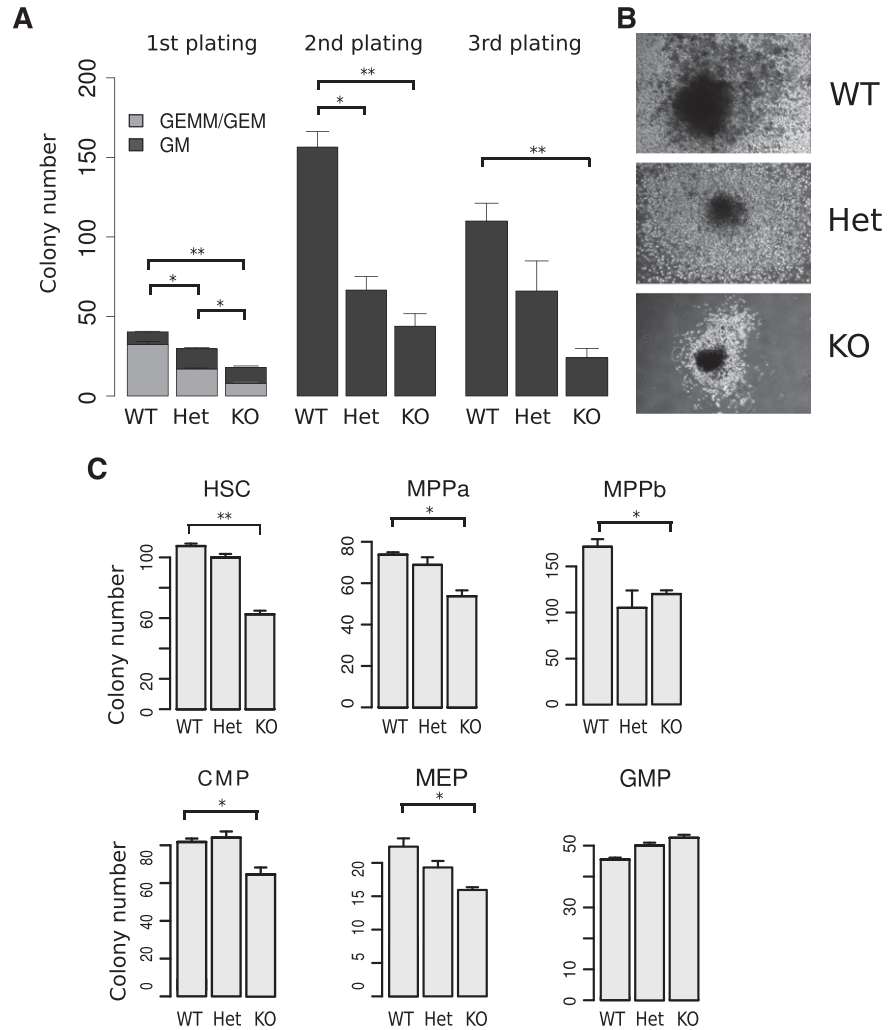 A
B
1st plating 2nd plating 3rd plating
Colony number
200
150
100
50
0
GEMM/GEM
GM
** * *
** *
**
WT Het KO WT Het KO WT Het KO
WT
Het
KO
C
HSC MPPa MPPb
** * *
Colony number
100
60
20
0
80
60
40
20
0
150
100
50
0
WT Het KO WT Het KO WT Het KO
CMP MEP GMP
* *
Colony number
80
60
40
20
0
20
15
10
5
0
50
30
10
0
WT Het KO WT Het KO WT Het KO